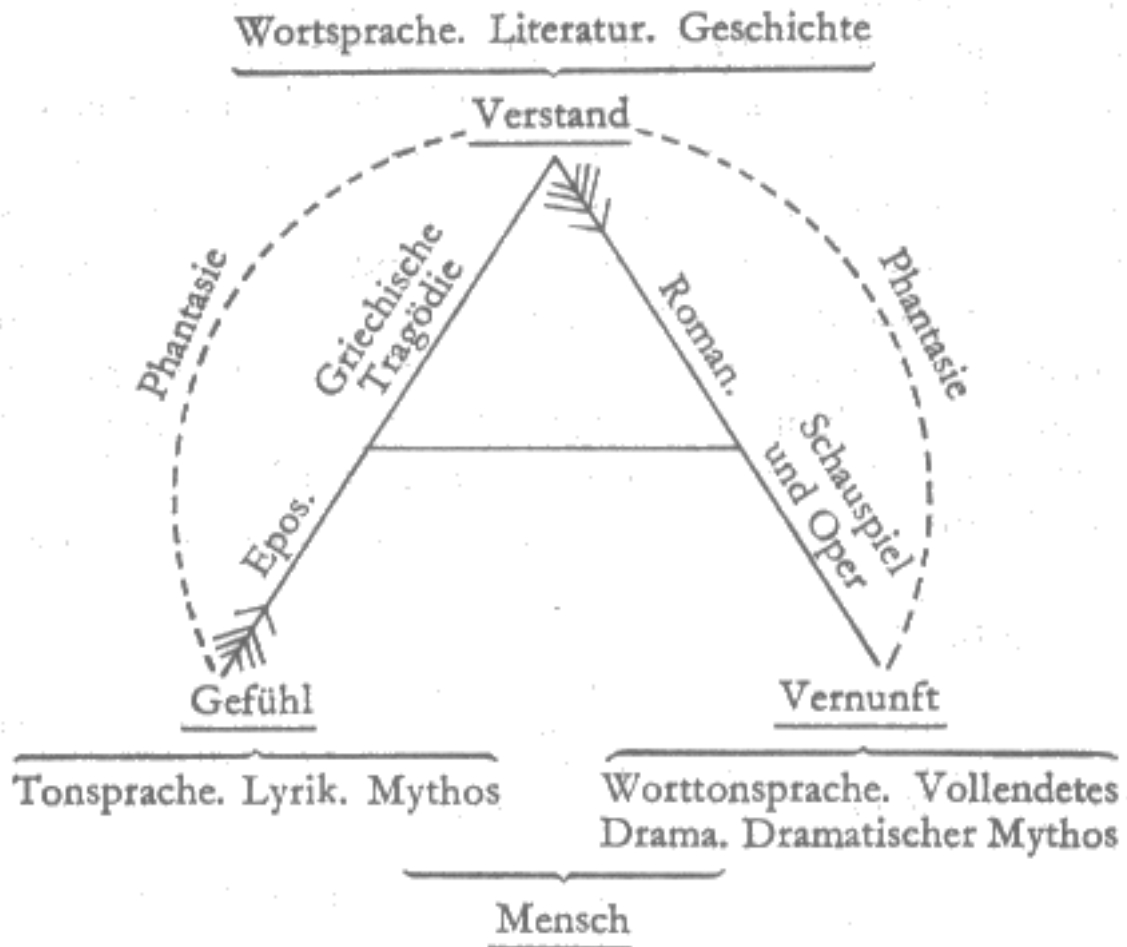 Wortsprache. Literatur. Geschichte
Verstand
Phantasie
Griechische
Tragödie
Epos.
Roman.
Schauspiel
und Oper
Phantasie
Gefühl
Vernunft
Tonsprache. Lyrik. Mythos
Worttonsprache. Vollendetes
Drama. Dramatischer Mythos
Mensch